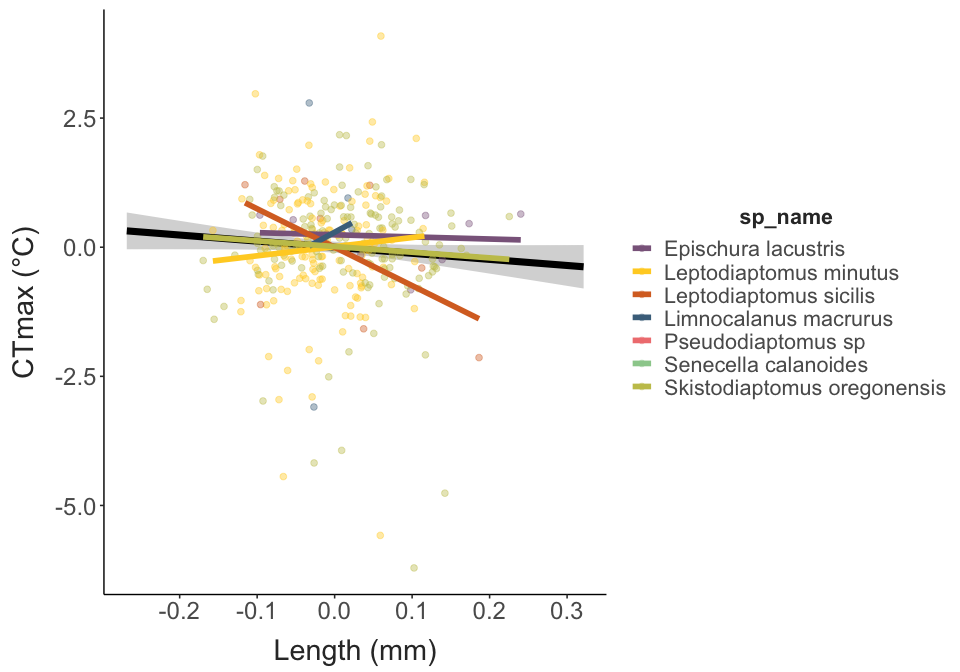 CTmax (°C)
2.5
0.0
-2.5
-5.0
-0.2 -0.1 0.0 0.1 0.2 0.3
Length (mm)
sp_name
Epischura lacustris
Leptodiaptomus minutus
Leptodiaptomus sicilis
Limnocalanus macrurus
Pseudodiaptomus sp
Senecella calanoides
Skistodiaptomus oregonensis